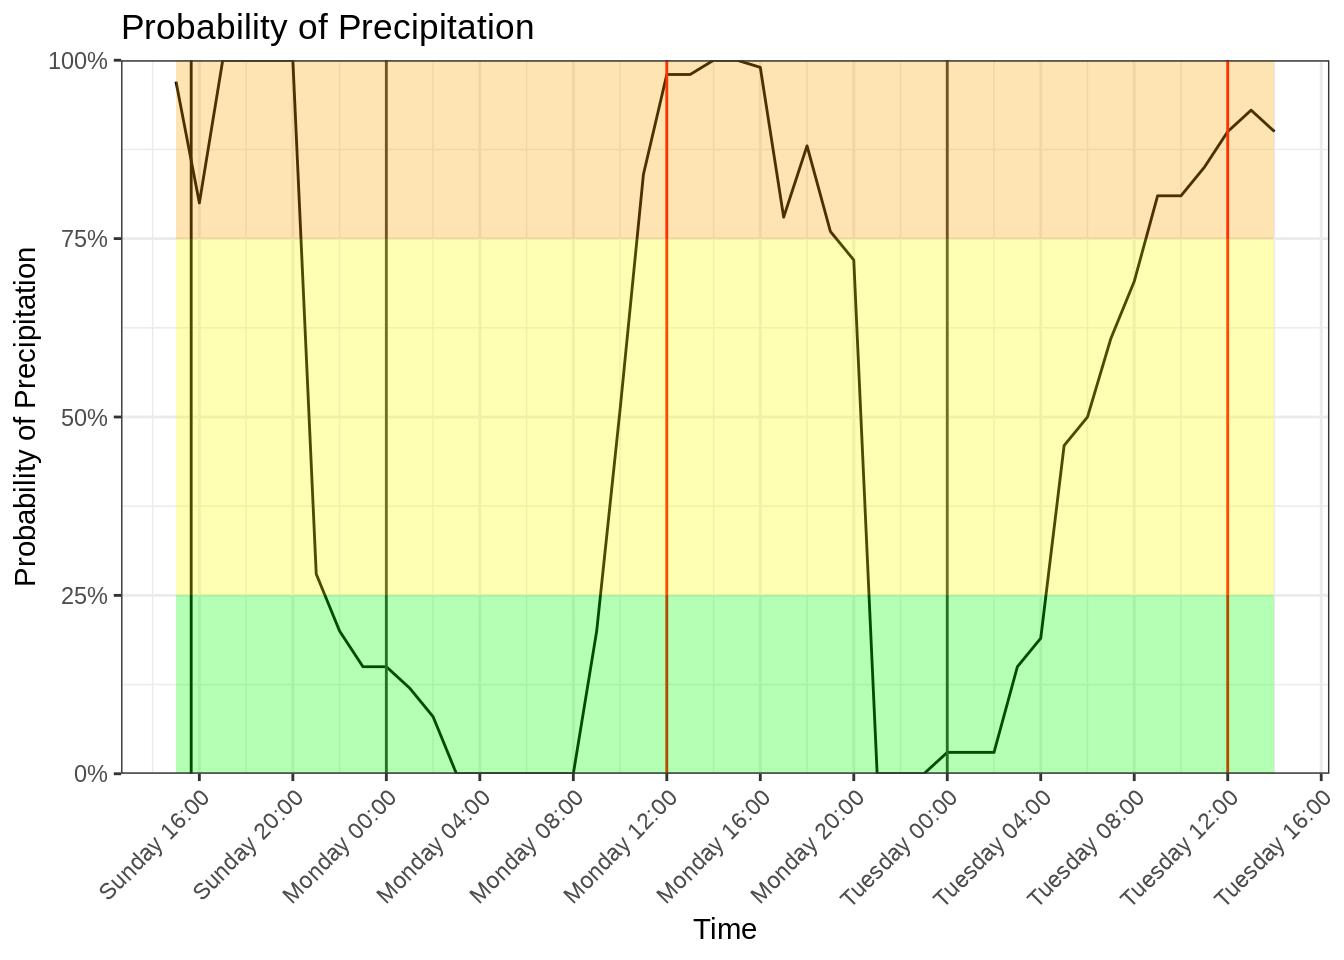 Probability of Precipitation
Probability of Precipitation
100%
75%
50%
25%
0%
Sunday 16:00
Sunday 20:00
Monday 00:00
Monday 04:00
Monday 08:00
Monday 12:00
Monday 16:00
Monday 20:00
Tuesday 00:00
Tuesday 04:00
Tuesday 08:00
Tuesday 12:00
Tuesday 16:00
Time